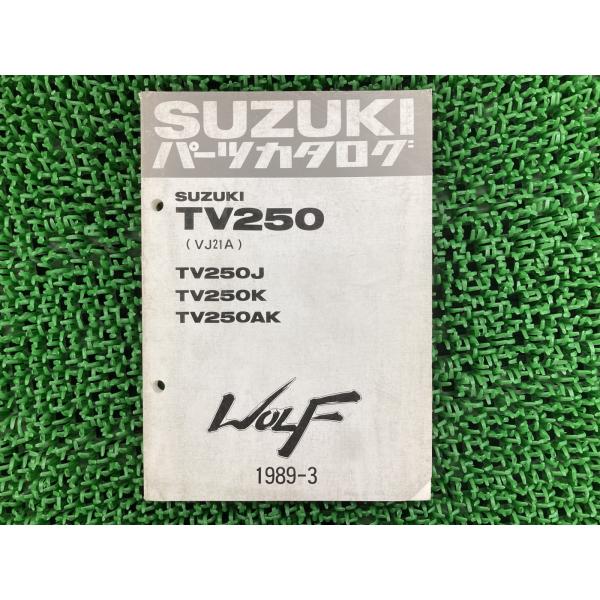 SUZUKI
パーツカタログ
SUZUKI
TV250
(VJ21A)
TV250J
TV250K
TV250AK
WOLF
1989-3